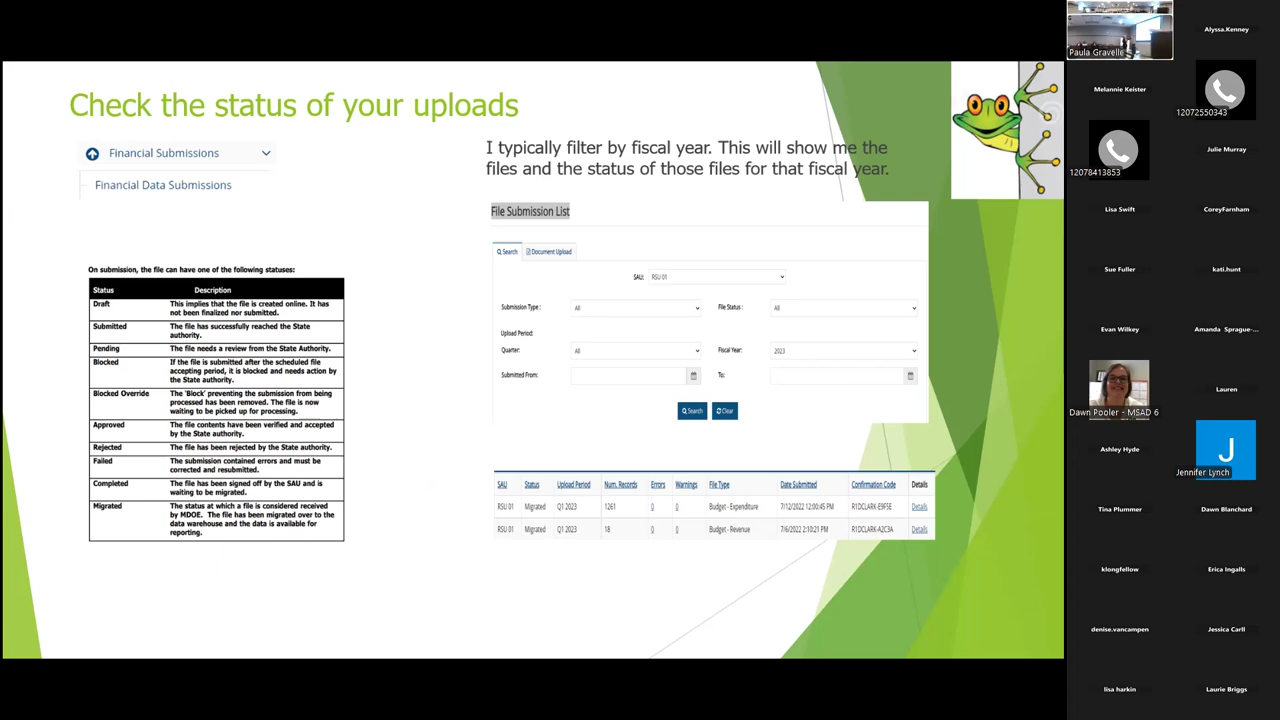 Check the status of your uploads
Financial Submissions
Financial Data Submissions
I typically filter by fiscal year. This will show me the
files and the status of those files for that fiscal year.
On submission, the file can have one of the following statuses:
Status Description
Draft This implies that the file is created online. It has
not been finalized nor submitted.
Submitted The file has successfully reached the State
authority.
Pending The file needs a review from the State Authority.
Blocked If the file is submitted after the scheduled file
accepting period, it is blocked and needs action by
the State authority.
Blocked Override The 'Block' preventing the submission from being
processed has been removed. The file is now
waiting to be picked up for processing.
Approved The file contents have been verified and accepted
by the State authority.
Rejected The file has been rejected by the State authority.
Failed The submission contained errors and must be
corrected and resubmitted.
Completed The file has been signed off by the SAU and is
waiting to be migrated.
Migrated The status at which a file is considered received
by MDOE. The file has been migrated over to the
data warehouse and the data is available for
reporting.
File Submission List
Search Document Upload
SAU: RSU 01
Submission Type : All File Status : All
Upload Period:
Quarter: All Fiscal Year: 2023
Submitted From: To:
Search Clear
SAU Status Upload Period Num. Records Errors Warnings File Type Date Submitted Confirmation Code Details
RSU 01 Migrated Q1 2023 1261 0 0 Budget - Expenditure 7/12/2022 12:00:45 PM R1DCLARK-E9F5E Details
RSU 01 Migrated Q1 2023 18 0 0 Budget - Revenue 7/6/2022 2:10:21 PM R1DCLARK-A2C3A Details
Paula Gravelle
Alyssa.Kenney
Melannie Keister
12072550343
12078413853
Julie Murray
Lisa Swift
CoreyFarnham
Sue Fuller
kati.hunt
Evan Wilkey
Amanda Sprague-...
Dawn Pooler - MSAD 6
Lauren
Ashley Hyde
J
Jennifer Lynch
Tina Plummer
Dawn Blanchard
klongfellow
Erica Ingalls
denise.vancampen
Jessica Carll
lisa harkin
Laurie Briggs